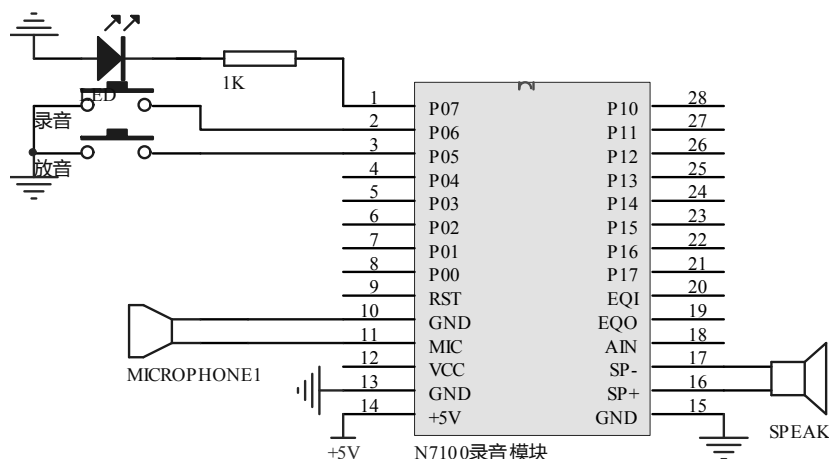 LED
1K
录音
放音
1 P07 P10 28
2 P06 P11 27
3 P05 P12 26
4 P04 P13 25
5 P03 P14 24
6 P02 P15 23
7 P01 P16 22
8 P00 P17 21
9 RST EQI 20
10 GND EQO 19
11 MIC AIN 18
12 VCC SP- 17
13 GND SP+ 16
14 +5V GND 15
MICROPHONE1
SPEAK
+5V
N7100录音模块